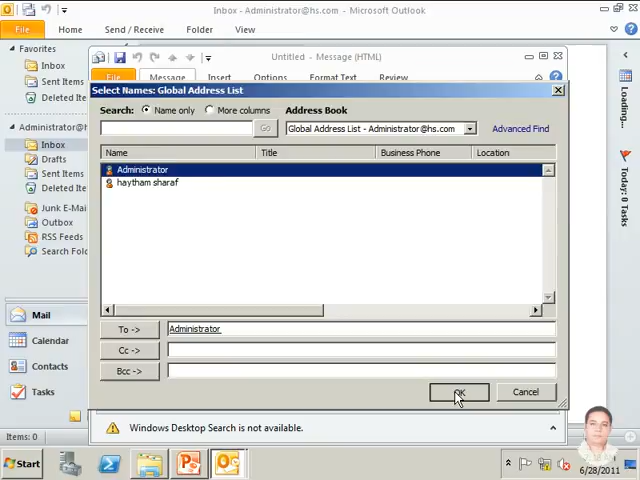 Inbox - Administrator@hs.com - Microsoft Outlook
File Home Send / Receive Folder View
Favorites
Inbox
Sent Items
Deleted Ite
Administrator@h
Inbox
Drafts
Sent Items
Deleted Ite
Junk E-Mai
Outbox
RSS Feeds
Search Fold
Mail
Calendar
Contacts
Tasks
Untitled - Message (HTML)
File Message Insert Options Format Text Review
Select Names: Global Address List
Search: Name only More columns Address Book
Go Global Address List - Administrator@hs.com Advanced Find
Name Title Business Phone Location
Administrator
haytham sharaf
To -> Administrator
Cc ->
Bcc ->
OK Cancel
Windows Desktop Search is not available.
Loading...
Today: 0 Tasks
Items: 0
Start
6/28/2011